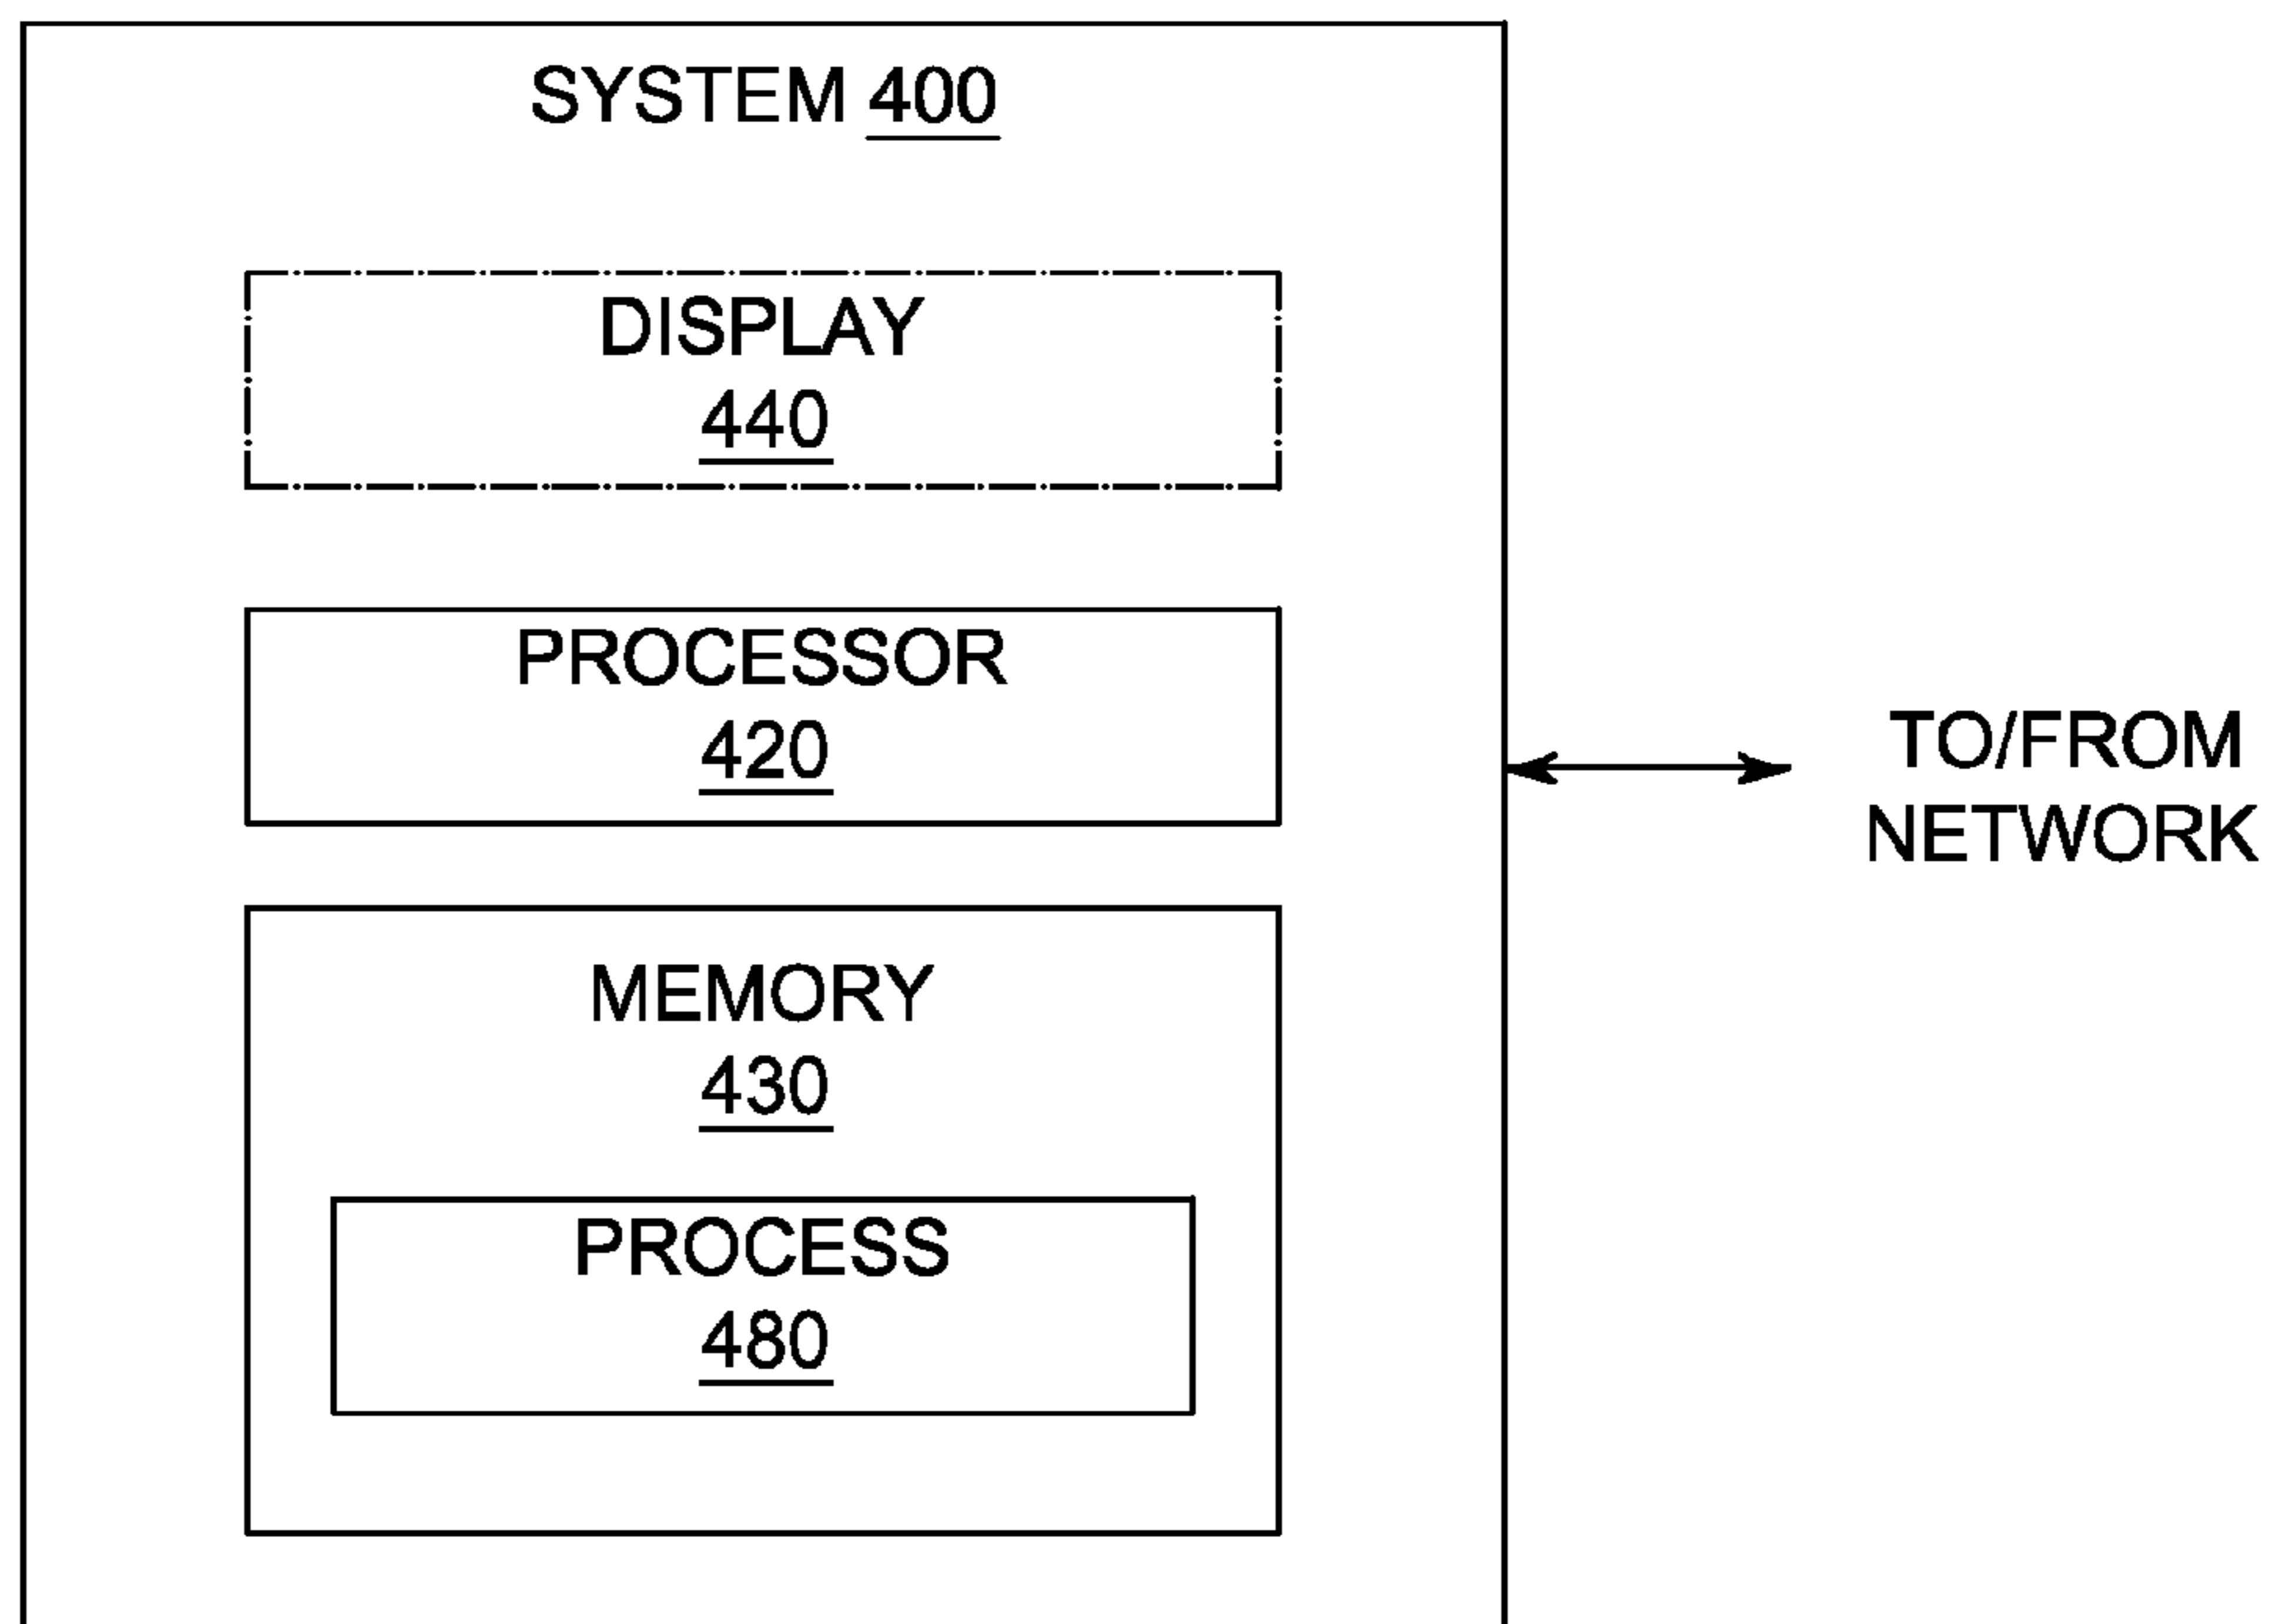 SYSTEM 400
DISPLAY
440
PROCESSOR
420
MEMORY
430
PROCESS
480
TO/FROM
NETWORK